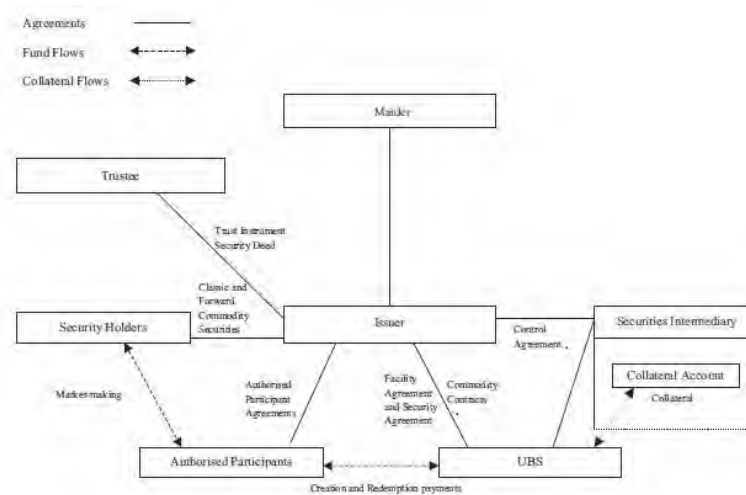 Agreements
Fund Flows
Collateral Flows
Trustee
Trust Instrument
Security Deed
Classic and
Forward
Commodity
Securities
Security Holders
Issuer
Securities Intermediary
Control
Agreement
Collateral Account
Collateral
Market-making
Authorised
Participant
Agreements
Facility
Agreement
and Security
Agreement
Commodity
Contracts
Authorised Participants
UBS
Creation and Redemption payments